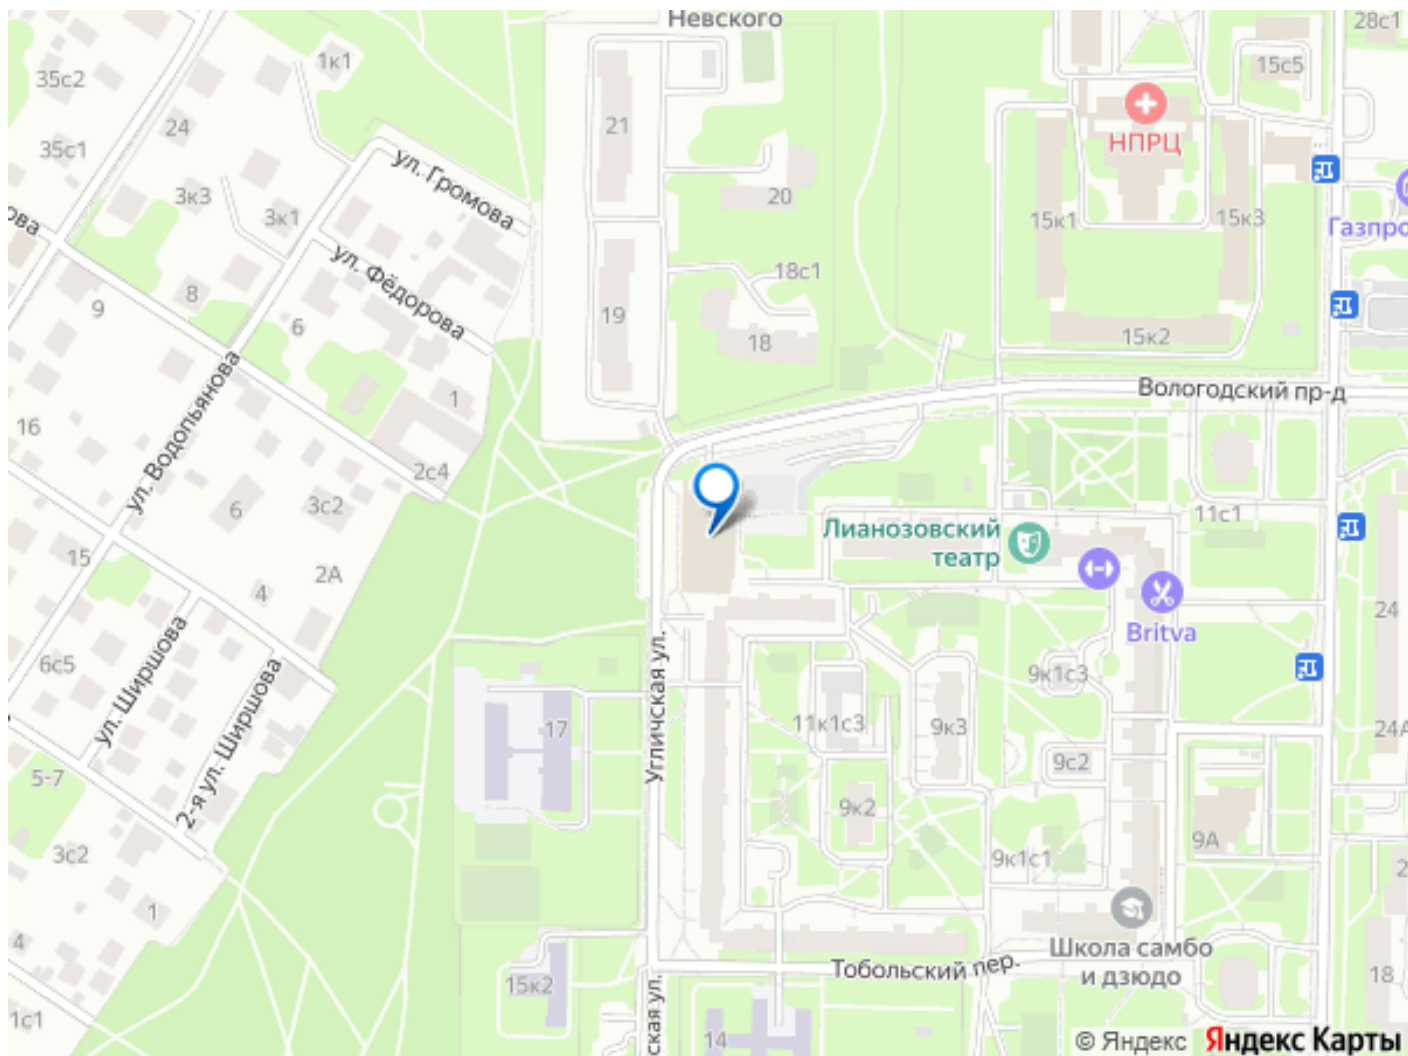 Невского
28с1
1к1
35с2
15с5
21
24
35с1
НПРЦ
ул. Громова
3к3
20
3к1
15к1
15к3
ова
Газпро
ул. Фёдорова
18с1
8
9
6
19
18
15к2
Вологодский пр-д
1
ул. Водопьянова
16
2с4
3с2
6
11с1
Лианозовский
театр
15
2А
4
24
Britva
ул. Ширшова
6с5
2-я ул. Ширшова
Угличская ул.
9к1с3
17
11к1с3
9к3
24А
5-7
9с2
9к2
3с2
9А
9к1с1
2
1
4
Школа самбо
и дзюдо
Тобольский пер.
18
15к2
ская ул.
1с1
14
© Яндекс Яндекс Карты